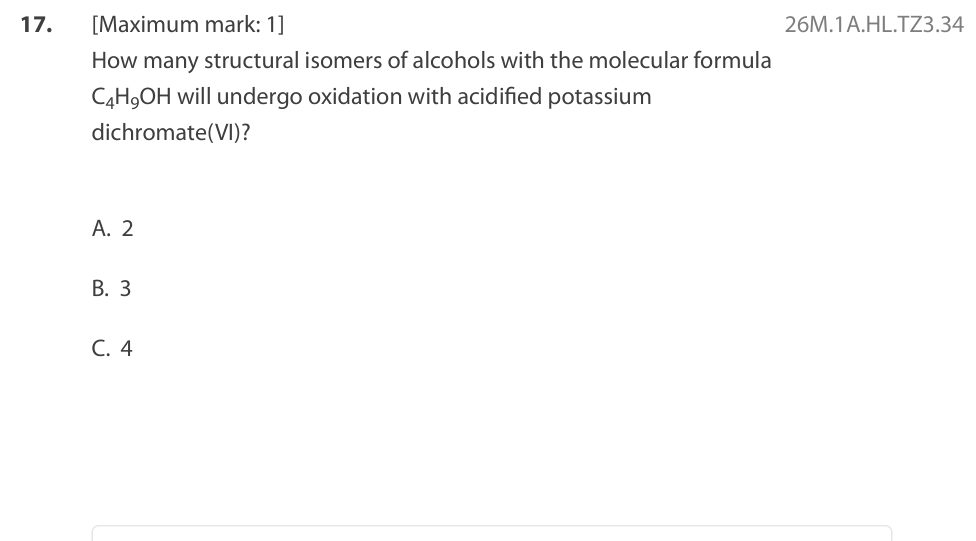 17. [Maximum mark: 1] 26M.1A.HL.TZ3.34
How many structural isomers of alcohols with the molecular formula
C₄H₉OH will undergo oxidation with acidified potassium
dichromate(VI)?
A. 2
B. 3
C. 4